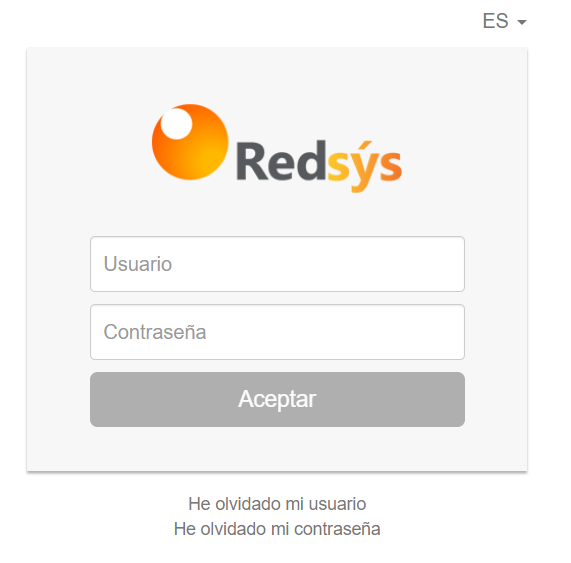 ES
Redsýs
Usuario
Contraseña
Aceptar
He olvidado mi usuario
He olvidado mi contraseña